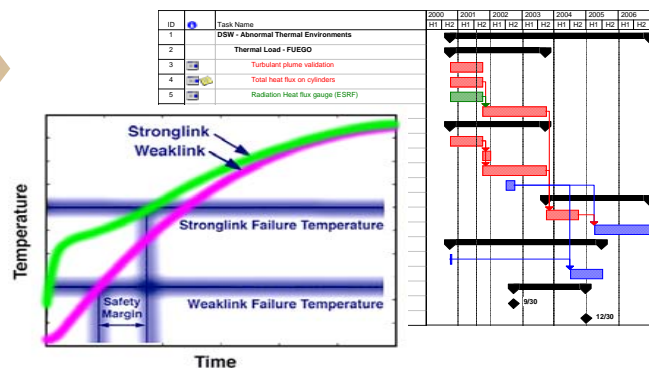 2000 2001 2002 2003 2004 2005 2006
ID Task Name H1 H2 H1 H2 H1 H2 H1 H2 H1 H2 H1 H2 H1 H2
1 DSW - Abnormal Thermal Environments
2 Thermal Load - FUEGO
3 Turbulant plume validation
4 Total heat flux on cylinders
5 Radiation Heat flux gauge (ESRF)
Stronglink
Weaklink
Stronglink Failure Temperature
Weaklink Failure Temperature
Safety
Margin
Temperature
Time
9/30
12/30